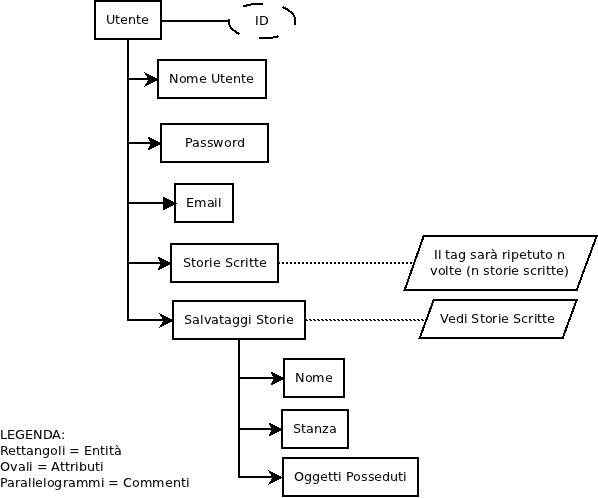 Utente
ID
Nome Utente
Password
Email
Storie Scritte
Il tag sarà ripetuto n
volte (n storie scritte)
Salvataggi Storie
Vedi Storie Scritte
Nome
Stanza
Oggetti Posseduti
LEGENDA:
Rettangoli = Entità
Ovali = Attributi
Parallelogrammi = Commenti